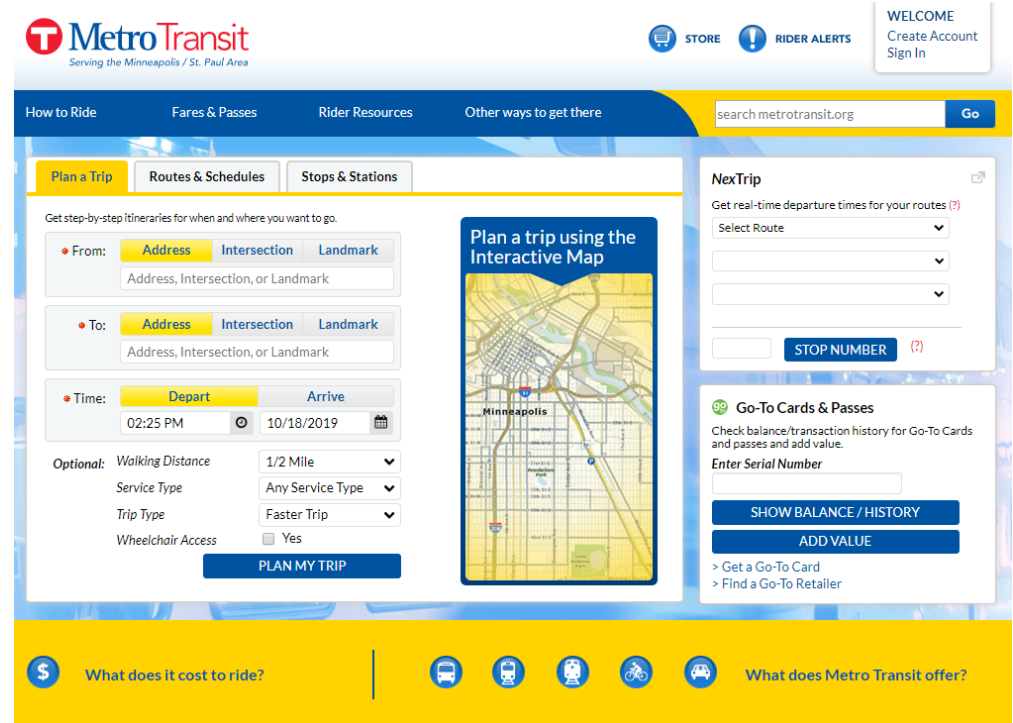 T MetroTransit
Serving the Minneapolis / St. Paul Area
STORE
RIDER ALERTS
WELCOME
Create Account
Sign In
How to Ride
Fares & Passes
Rider Resources
Other ways to get there
search metrotransit.org
Go
Plan a Trip
Routes & Schedules
Stops & Stations
Get step-by-step itineraries for when and where you want to go.
From:
Address
Intersection
Landmark
Address, Intersection, or Landmark
To:
Address
Intersection
Landmark
Address, Intersection, or Landmark
Time:
Depart
Arrive
02:25 PM
10/18/2019
Optional:
Walking Distance
1/2 Mile
Service Type
Any Service Type
Trip Type
Faster Trip
Wheelchair Access
Yes
PLAN MY TRIP
Plan a trip using the
Interactive Map
Minneapolis
NexTrip
Get real-time departure times for your routes (?)
Select Route
STOP NUMBER
(?)
go
Go-To Cards & Passes
Check balance/transaction history for Go-To Cards
and passes and add value.
Enter Serial Number
SHOW BALANCE / HISTORY
ADD VALUE
> Get a Go-To Card
> Find a Go-To Retailer
$
What does it cost to ride?
What does Metro Transit offer?